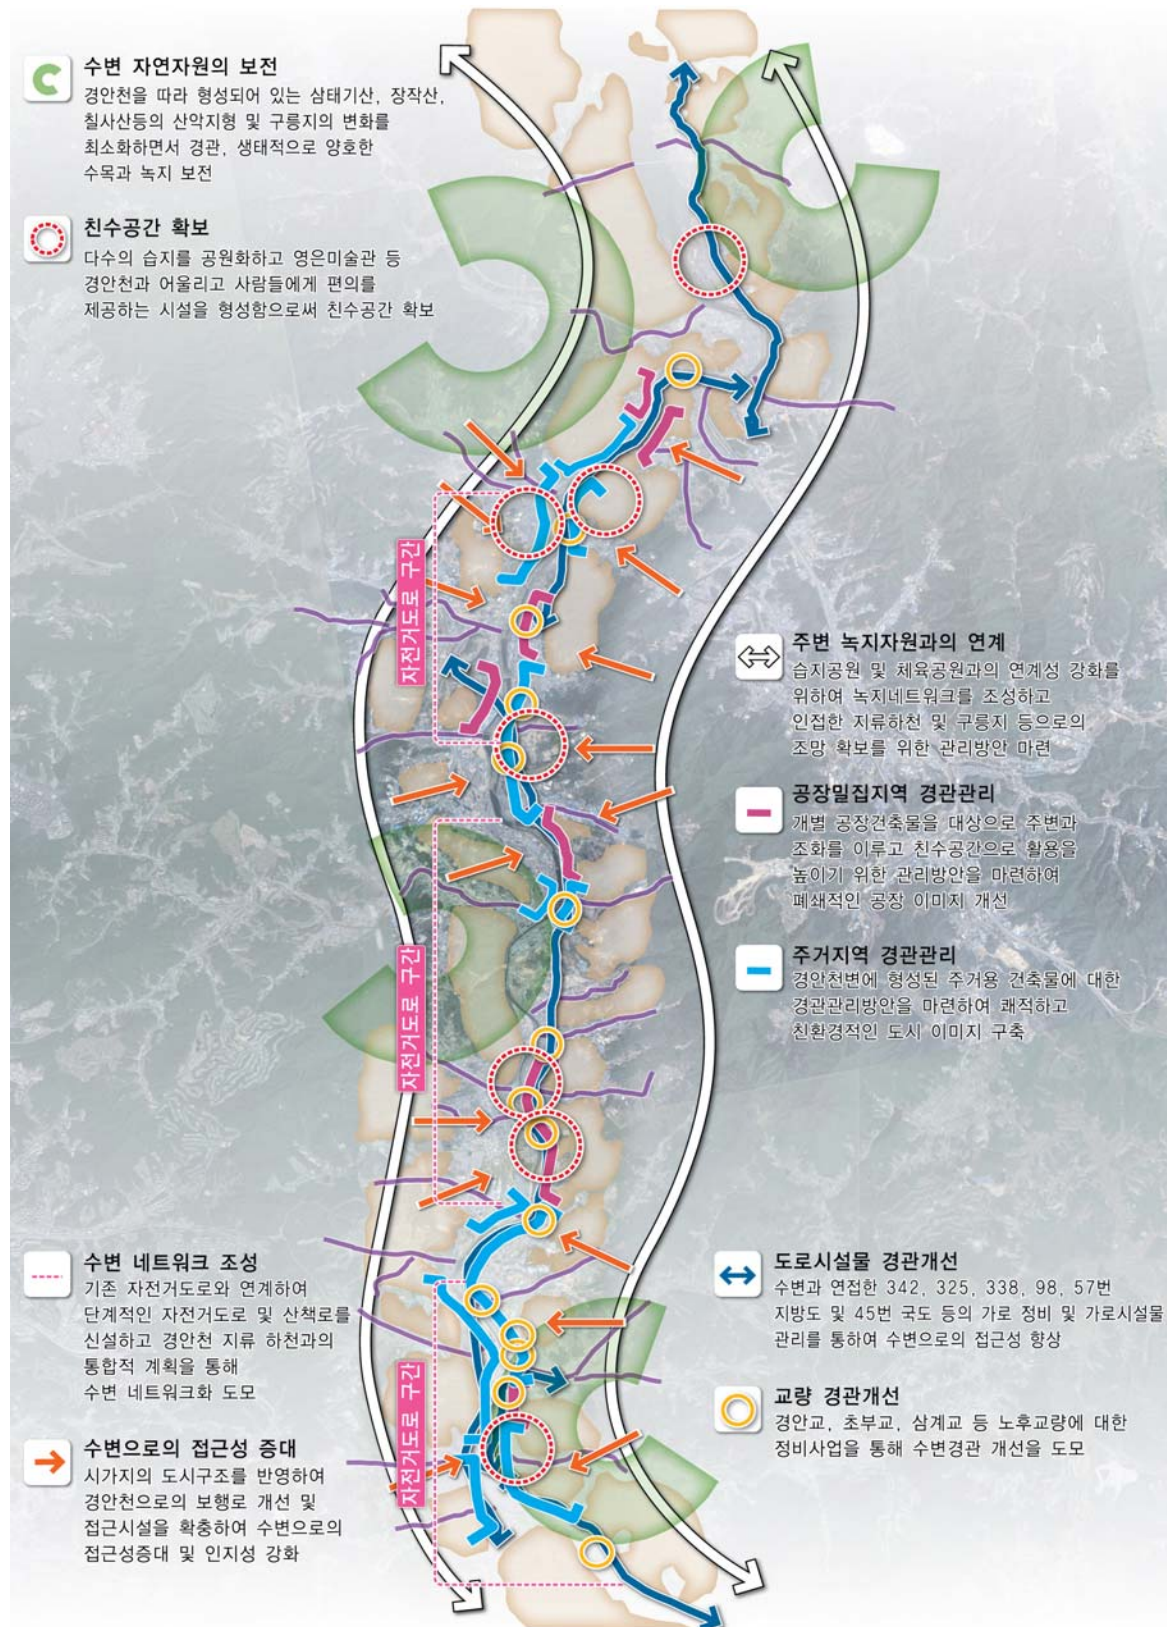 수변 자연자원의 보전
경안천을 따라 형성되어 있는 삼태기산, 장작산,
칠사산등의 산악지형 및 구릉지의 변화를
최소화하면서 경관, 생태적으로 양호한
수목과 녹지 보전
친수공간 확보
다수의 습지를 공원화하고 영은미술관 등
경안천과 어울리고 사람들에게 편의를
제공하는 시설을 형성함으로써 친수공간 확보
자전거도로 구간
주변 녹지자원과의 연계
습지공원 및 체육공원과의 연계성 강화를
위하여 녹지네트워크를 조성하고
인접한 지류하천 및 구릉지 등으로의
조망 확보를 위한 관리방안 마련
공장밀집지역 경관관리
개별 공장건축물을 대상으로 주변과
조화를 이루고 친수공간으로 활용을
높이기 위한 관리방안을 마련하여
폐쇄적인 공장 이미지 개선
주거지역 경관관리
경안천변에 형성된 주거용 건축물에 대한
경관관리방안을 마련하여 쾌적하고
친환경적인 도시 이미지 구축
자전거도로 구간
수변 네트워크 조성
기존 자전거도로와 연계하여
단계적인 자전거도로 및 산책로를
신설하고 경안천 지류 하천과의
통합적 계획을 통해
수변 네트워크화 도모
수변으로의 접근성 증대
시가지의 도시구조를 반영하여
경안천으로의 보행로 개선 및
접근시설을 확충하여 수변으로의
접근성증대 및 인지성 강화
자전거도로 구간
도로시설물 경관개선
수변과 연접한 342, 325, 338, 98, 57번
지방도 및 45번 국도 등의 가로 정비 및 가로시설물
관리를 통하여 수변으로의 접근성 향상
교량 경관개선
경안교, 초부교, 삼계교 등 노후교량에 대한
정비사업을 통해 수변경관 개선을 도모